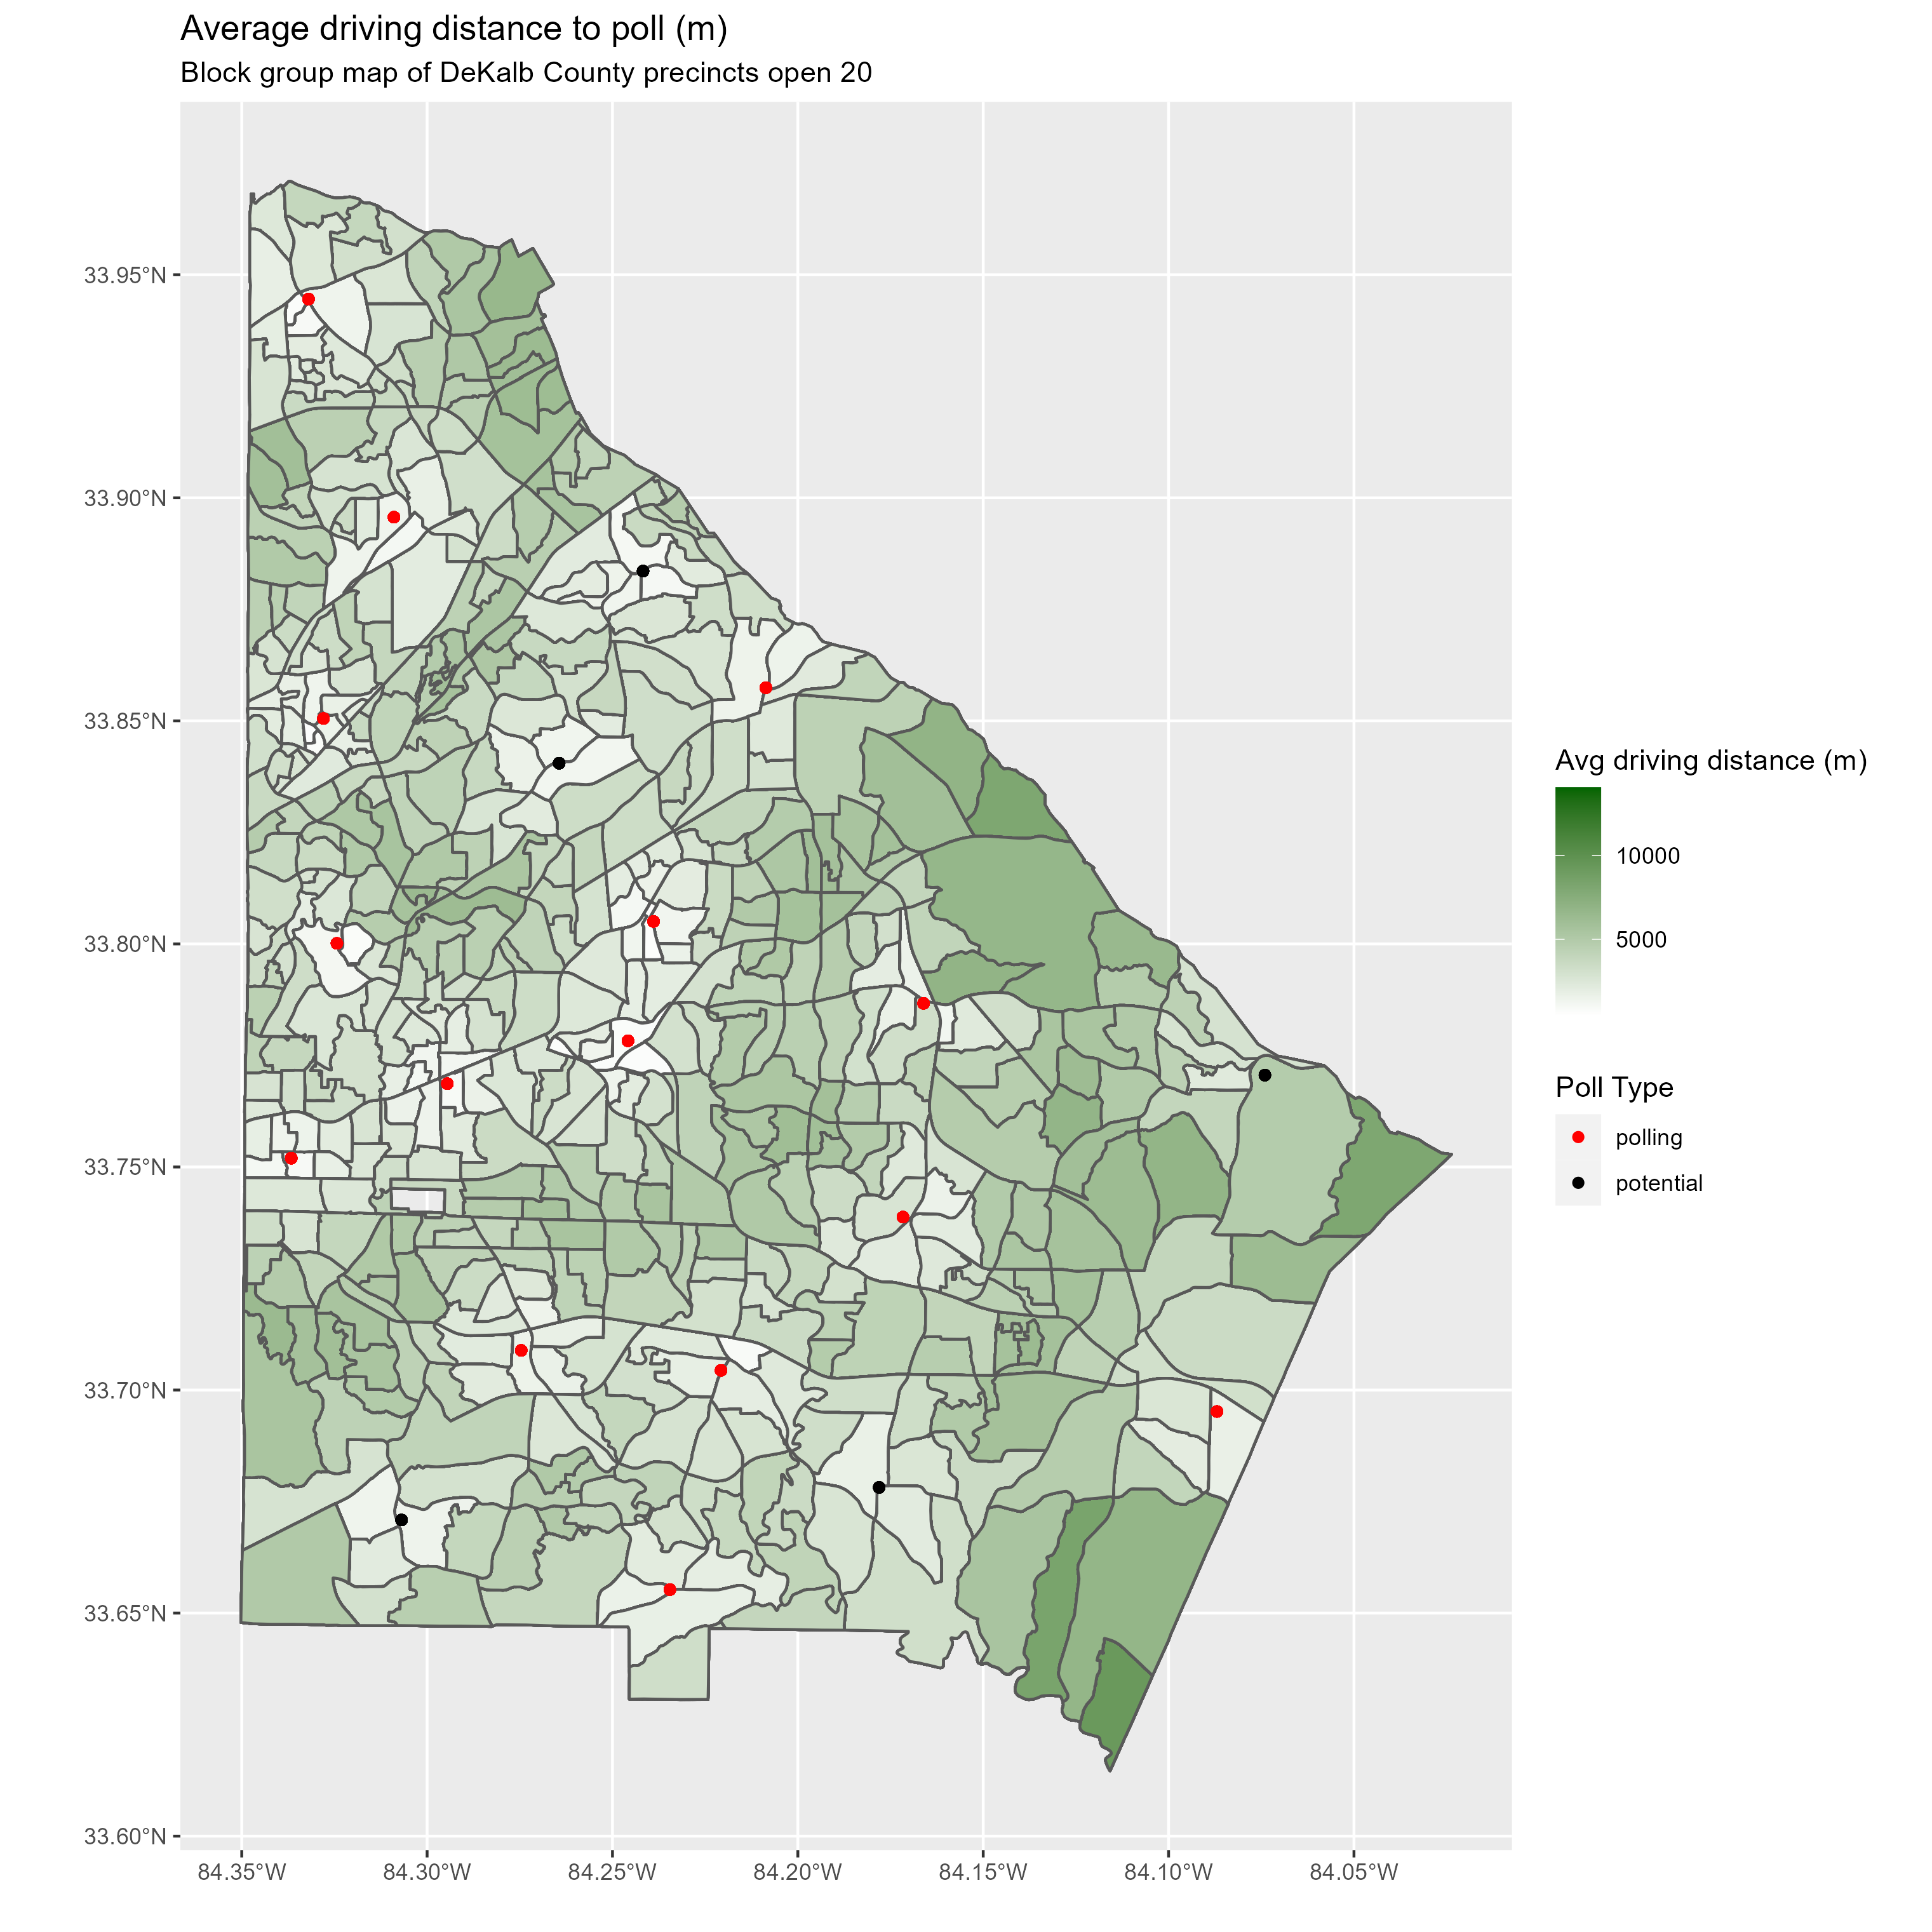 Average driving distance to poll (m)
Block group map of DeKalb County precincts open 20
33.95°N
33.90°N
33.85°N
33.80°N
33.75°N
33.70°N
33.65°N
33.60°N
84.35°W
84.30°W
84.25°W
84.20°W
84.15°W
84.10°W
84.05°W
Avg driving distance (m)
10000
5000
Poll Type
polling
potential